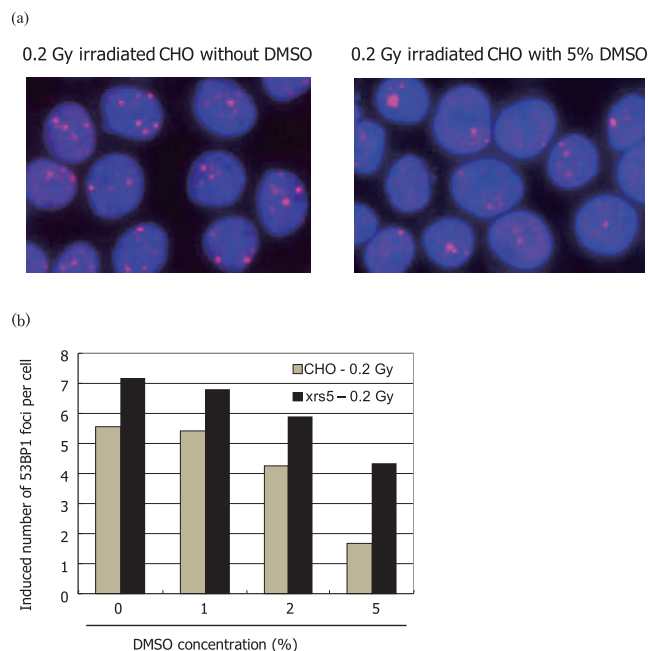 (a)
0.2 Gy irradiated CHO without DMSO
0.2 Gy irradiated CHO with 5% DMSO
(b)
Induced number of 53BP1 foci per cell
8
7
6
5
4
3
2
1
0
CHO - 0.2 Gy
xrs5 – 0.2 Gy
0 1 2 5
DMSO concentration (%)